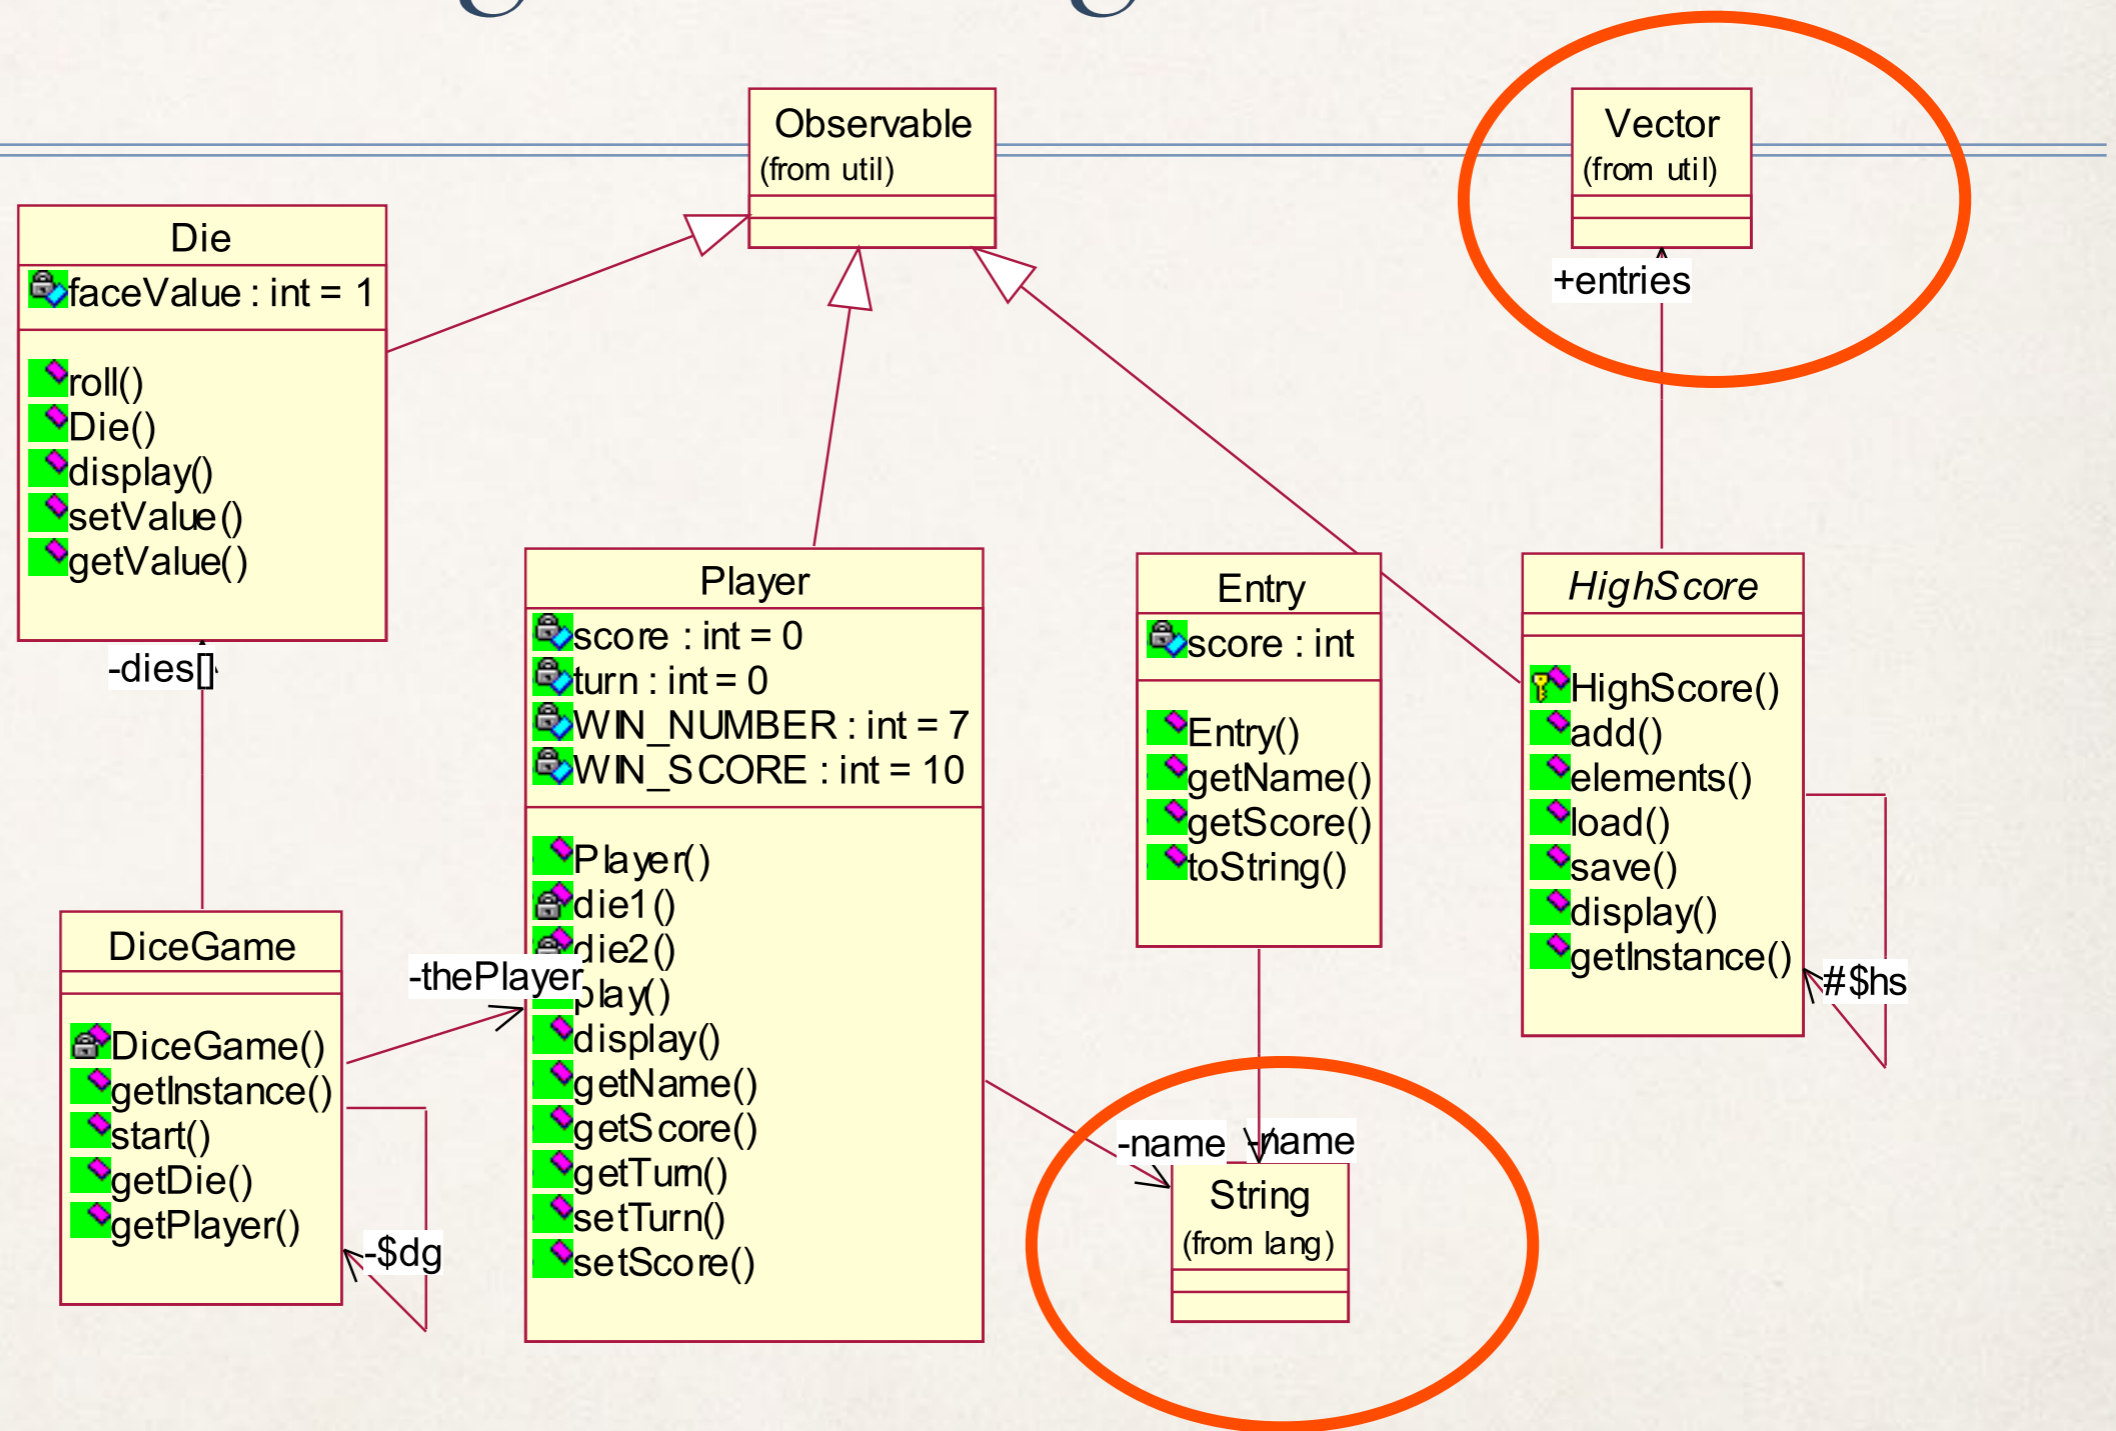 Observable
(from util)
Vector
(from util)
+entries
Die
faceValue : int = 1
roll()
Die()
display()
setValue()
getValue()
-dies[]
DiceGame
DiceGame()
getInstance()
start()
getDie()
getPlayer()
-$dg
-thePlayer
Player
score : int = 0
turn : int = 0
WIN_NUMBER : int = 7
WIN_SCORE : int = 10
Player()
die1()
die2()
play()
display()
getName()
getScore()
getTurn()
setTurn()
setScore()
Entry
score : int
Entry()
getName()
getScore()
toString()
-name
-name
String
(from lang)
HighScore
HighScore()
add()
elements()
load()
save()
display()
getInstance()
#$hs